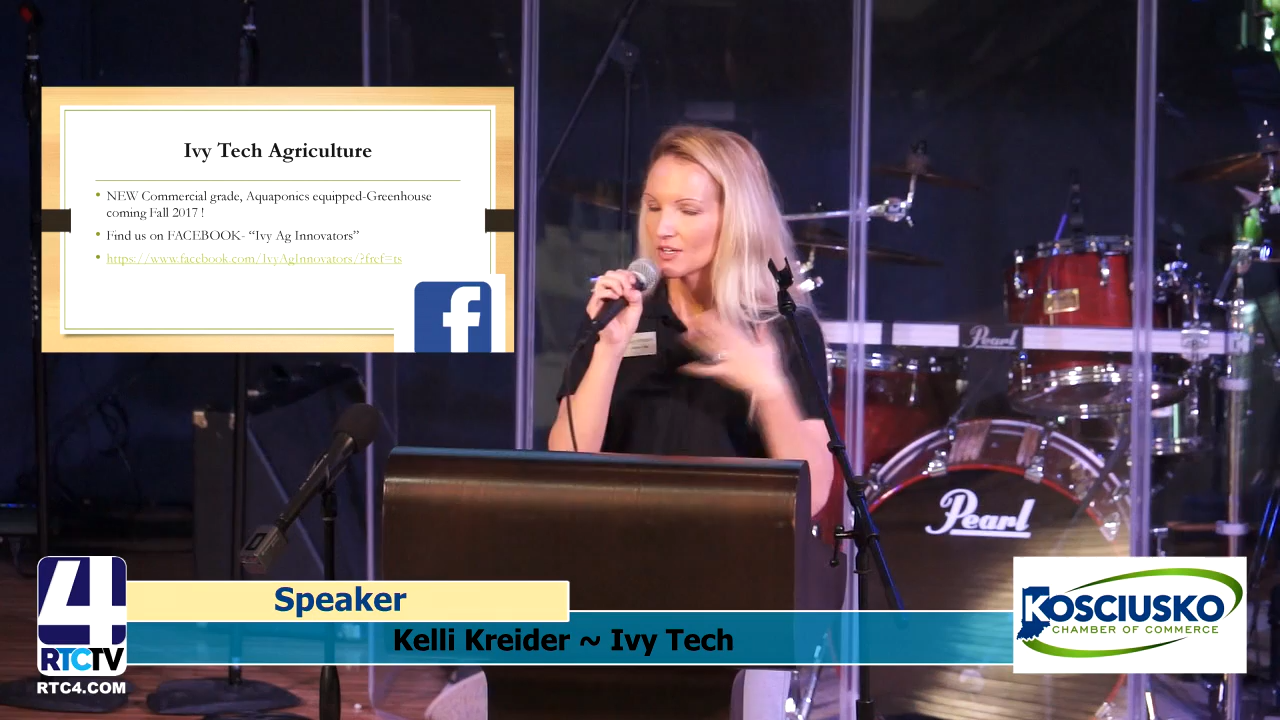 Ivy Tech Agriculture
• NEW Commercial grade, Aquaponics equipped-Greenhouse
coming Fall 2017 !
• Find us on FACEBOOK- “Ivy Ag Innovators”
• https://www.facebook.com/IvyAgInnovators/?fref=ts
f
Pearl
Pearl
4
RTCTV
RTC4.COM
Speaker
Kelli Kreider ~ Ivy Tech
KOSCIUSKO
CHAMBER OF COMMERCE